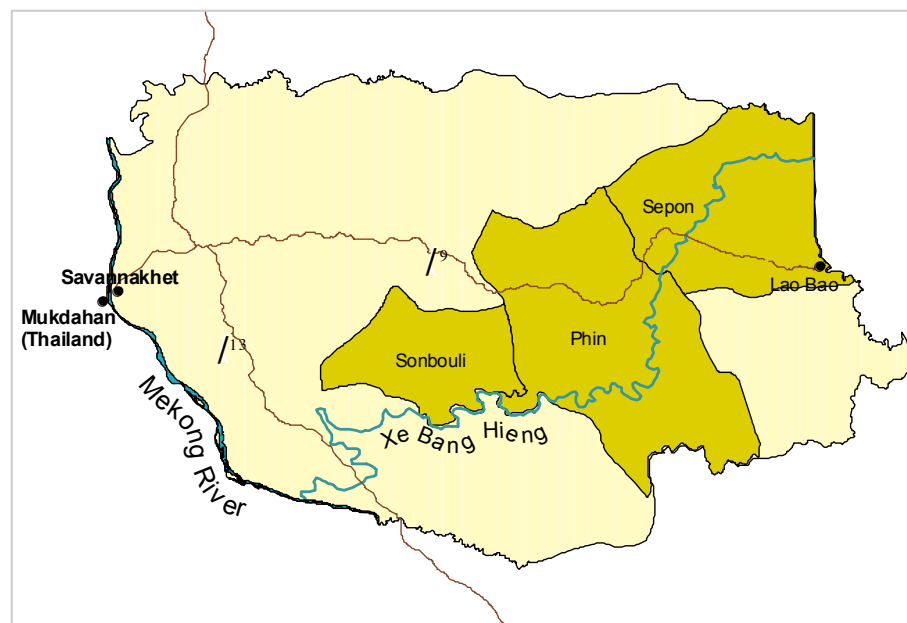 Sepon
/9
Savannakhet
Lao Bao
Mukdahan
(Thailand)
/13
Phin
Sonbouli
Mekong River
Xe Bang Hieng